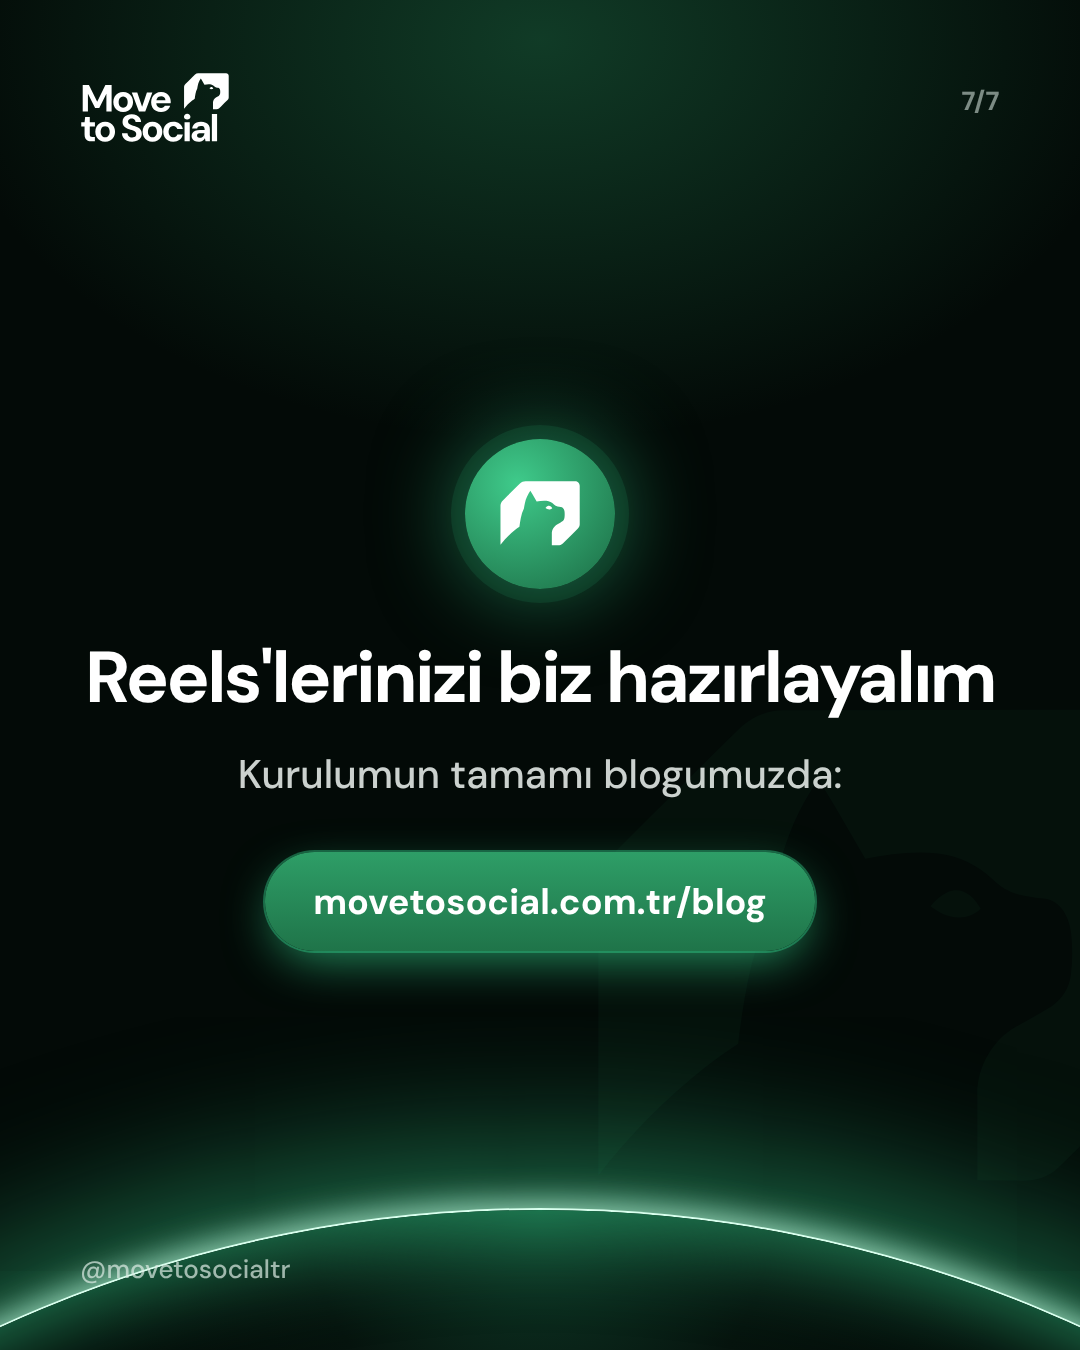 Move
to Social
7/7
Reels'lerinizi biz hazırlayalım
Kurulumun tamamı blogumuzda:
movetosocial.com.tr/blog
@movetosocialtr